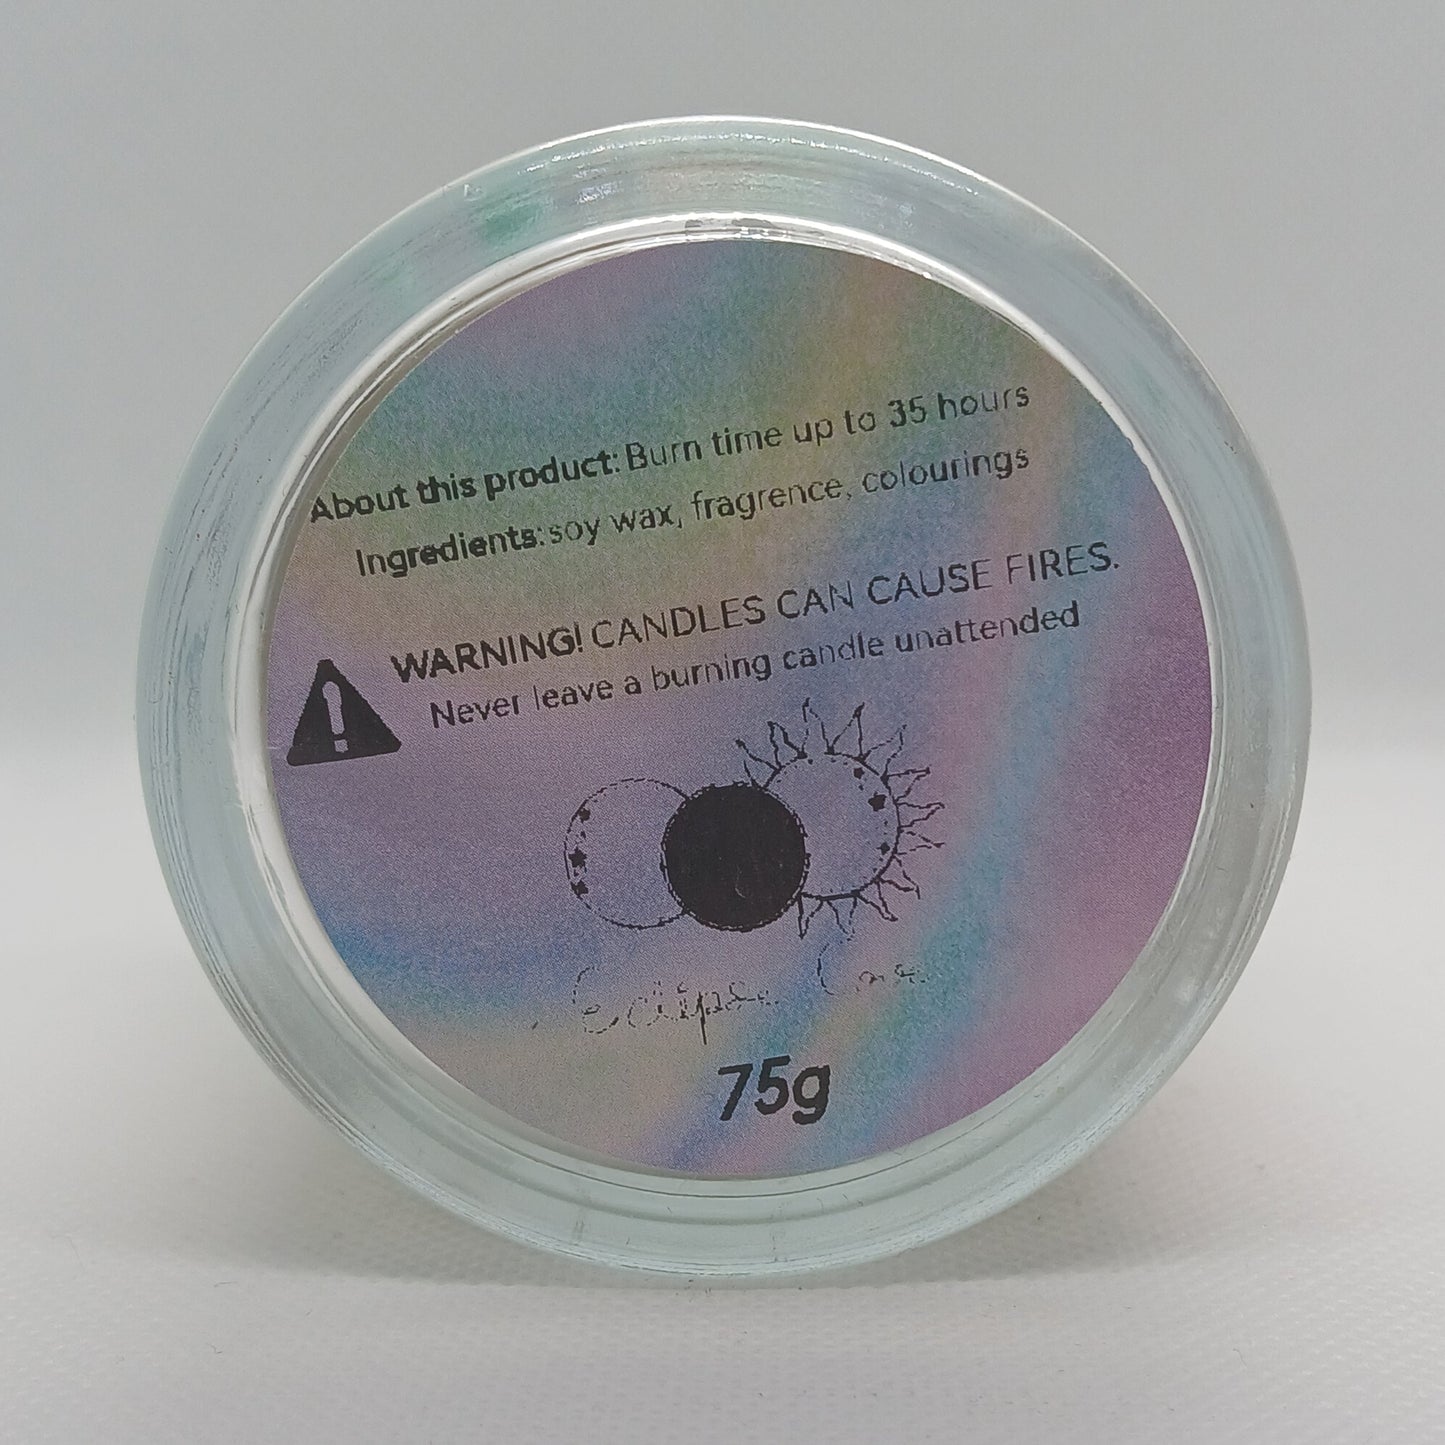 About this product: Burn time up to 35 hours
Ingredients: soy wax, fragrence, colourings
WARNING! CANDLES CAN CAUSE FIRES.
Never leave a burning candle unattended
Eclipse
75g